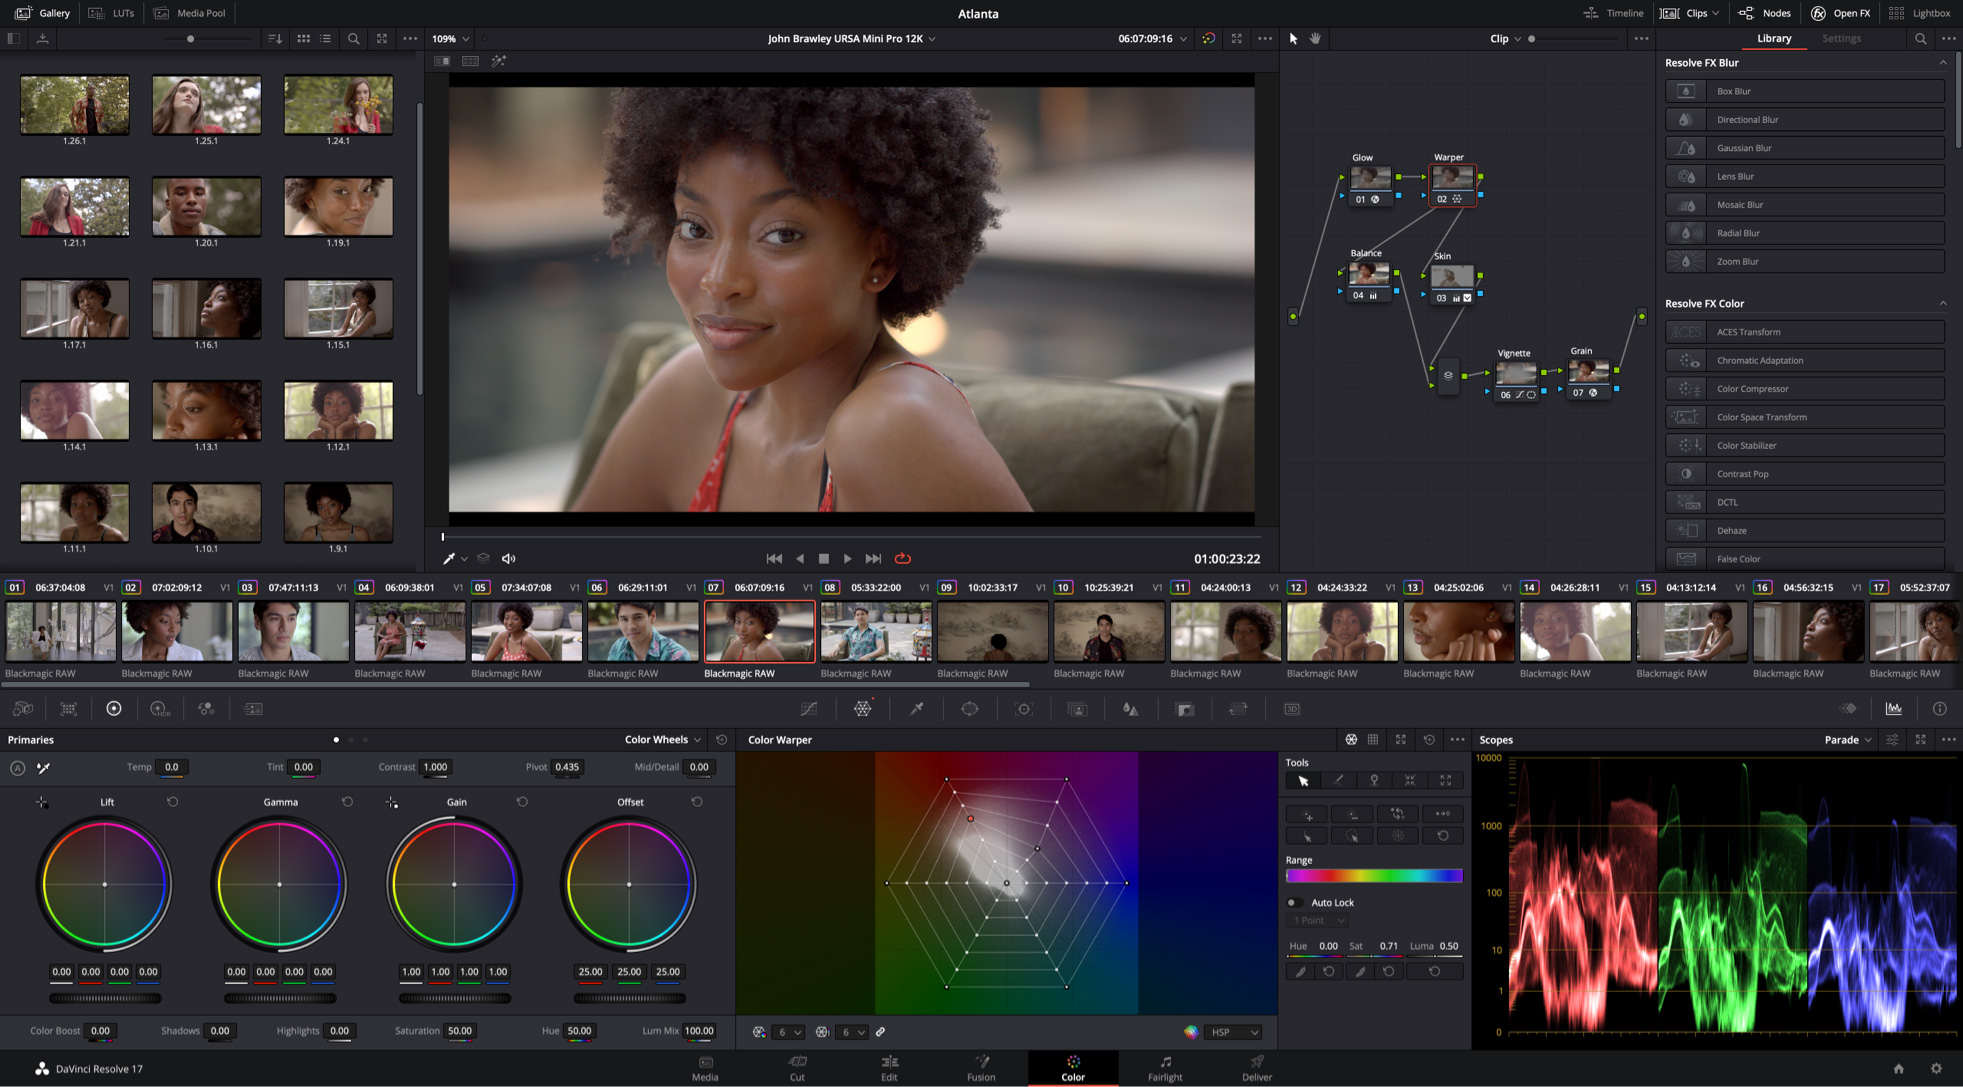 Gallery LUTs Media Pool Atlanta Timeline Clips Nodes Open FX Lightbox
109% John Brawley URSA Mini Pro 12K 06:07:09:16 Clip Library Settings
1.26.1 1.25.1 1.24.1
1.21.1 1.20.1 1.19.1
1.17.1 1.16.1 1.15.1
1.14.1 1.13.1 1.12.1
1.11.1 1.10.1 1.9.1
01:00:23:22
Glow Warper
01 02
Balance Skin
04 03
Vignette Grain
06 07
Resolve FX Blur
Box Blur
Directional Blur
Gaussian Blur
Lens Blur
Mosaic Blur
Radial Blur
Zoom Blur
Resolve FX Color
ACES ACES Transform
Chromatic Adaptation
Color Compressor
Color Space Transform
Color Stabilizer
Contrast Pop
DCTL DCTL
Dehaze
False Color
01 06:37:04:08 V1 02 07:02:09:12 V1 03 07:47:11:13 V1 04 06:09:38:01 V1 05 07:34:07:08 V1 06 06:29:11:01 V1 07 06:07:09:16 V1 08 05:33:22:00 V1 09 10:02:33:17 V1 10 10:25:39:21 V1 11 04:24:00:13 V1 12 04:24:33:22 V1 13 04:25:02:06 V1 14 04:26:28:11 V1 15 04:13:12:14 V1 16 04:56:32:15 V1 17 05:52:37:07
Blackmagic RAW Blackmagic RAW Blackmagic RAW Blackmagic RAW Blackmagic RAW Blackmagic RAW Blackmagic RAW Blackmagic RAW Blackmagic RAW Blackmagic RAW Blackmagic RAW Blackmagic RAW Blackmagic RAW Blackmagic RAW Blackmagic RAW Blackmagic RAW Blackmagic RAW
HDR 3D
Primaries Color Wheels
A Temp 0.0 Tint 0.00 Contrast 1.000 Pivot 0.435 Mid/Detail 0.00
Lift Gamma Gain Offset
0.00 0.00 0.00 0.00 0.00 0.00 0.00 0.00 1.00 1.00 1.00 1.00 25.00 25.00 25.00
Color Boost 0.00 Shadows 0.00 Highlights 0.00 Saturation 50.00 Hue 50.00 Lum Mix 100.00
Color Warper
6 6 HSP
Tools
Range
Auto Lock
1 Point
Hue 0.00 Sat 0.71 Luma 0.50
Scopes Parade
10000
1000
100
10
1
0
DaVinci Resolve 17 Media Cut Edit Fusion Color Fairlight Deliver